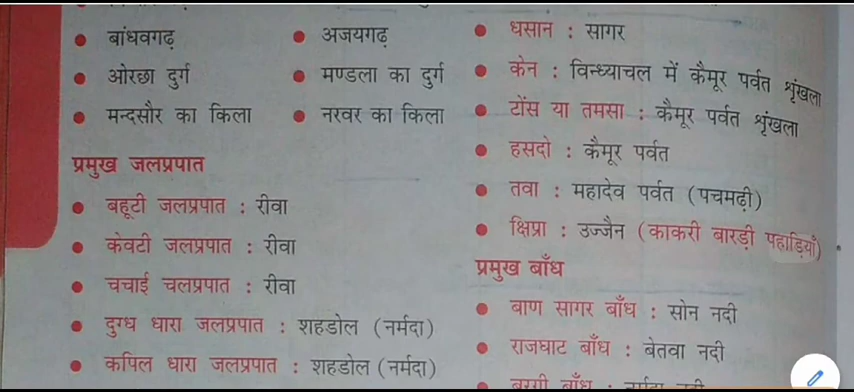 बांधवगढ़
अजयगढ़
ओरछा दुर्ग
मण्डला का दुर्ग
मन्दसौर का किला
नरवर का किला
प्रमुख जलप्रपात
बहूटी जलप्रपात : रीवा
केवटी जलप्रपात : रीवा
चचाई चलप्रपात : रीवा
दुग्ध धारा जलप्रपात : शहडोल (नर्मदा)
कपिल धारा जलप्रपात : शहडोल (नर्मदा)
धसान : सागर
केन : विन्ध्याचल में कैमूर पर्वत श्रृंखला
टोंस या तमसा : कैमूर पर्वत श्रृंखला
हसदो : कैमूर पर्वत
तवा : महादेव पर्वत (पचमढ़ी)
क्षिप्रा : उज्जैन (काकरी बारड़ी पहाड़ियाँ)
प्रमुख बाँध
बाण सागर बाँध : सोन नदी
राजघाट बाँध : बेतवा नदी